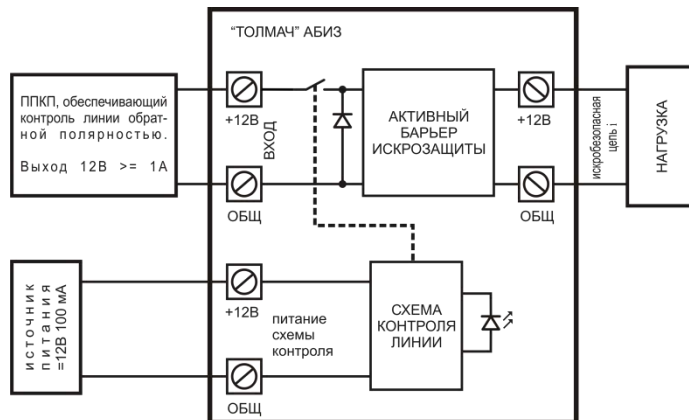 "ТОЛМАЧ" АБИЗ
ППКП, обеспечивающий
контроль линии обрат-
ной полярностью.
Выход 12В >= 1А
+12В
ВХОД
ОБЩ
АКТИВНЫЙ
БАРЬЕР
ИСКРОЗАЩИТЫ
+12В
ОБЩ
искробезопасная
цепь i
НАГРУЗКА
источник
питания
=12В 100 мА
+12В
питание
схемы
контроля
ОБЩ
СХЕМА
КОНТРОЛЯ
ЛИНИИ